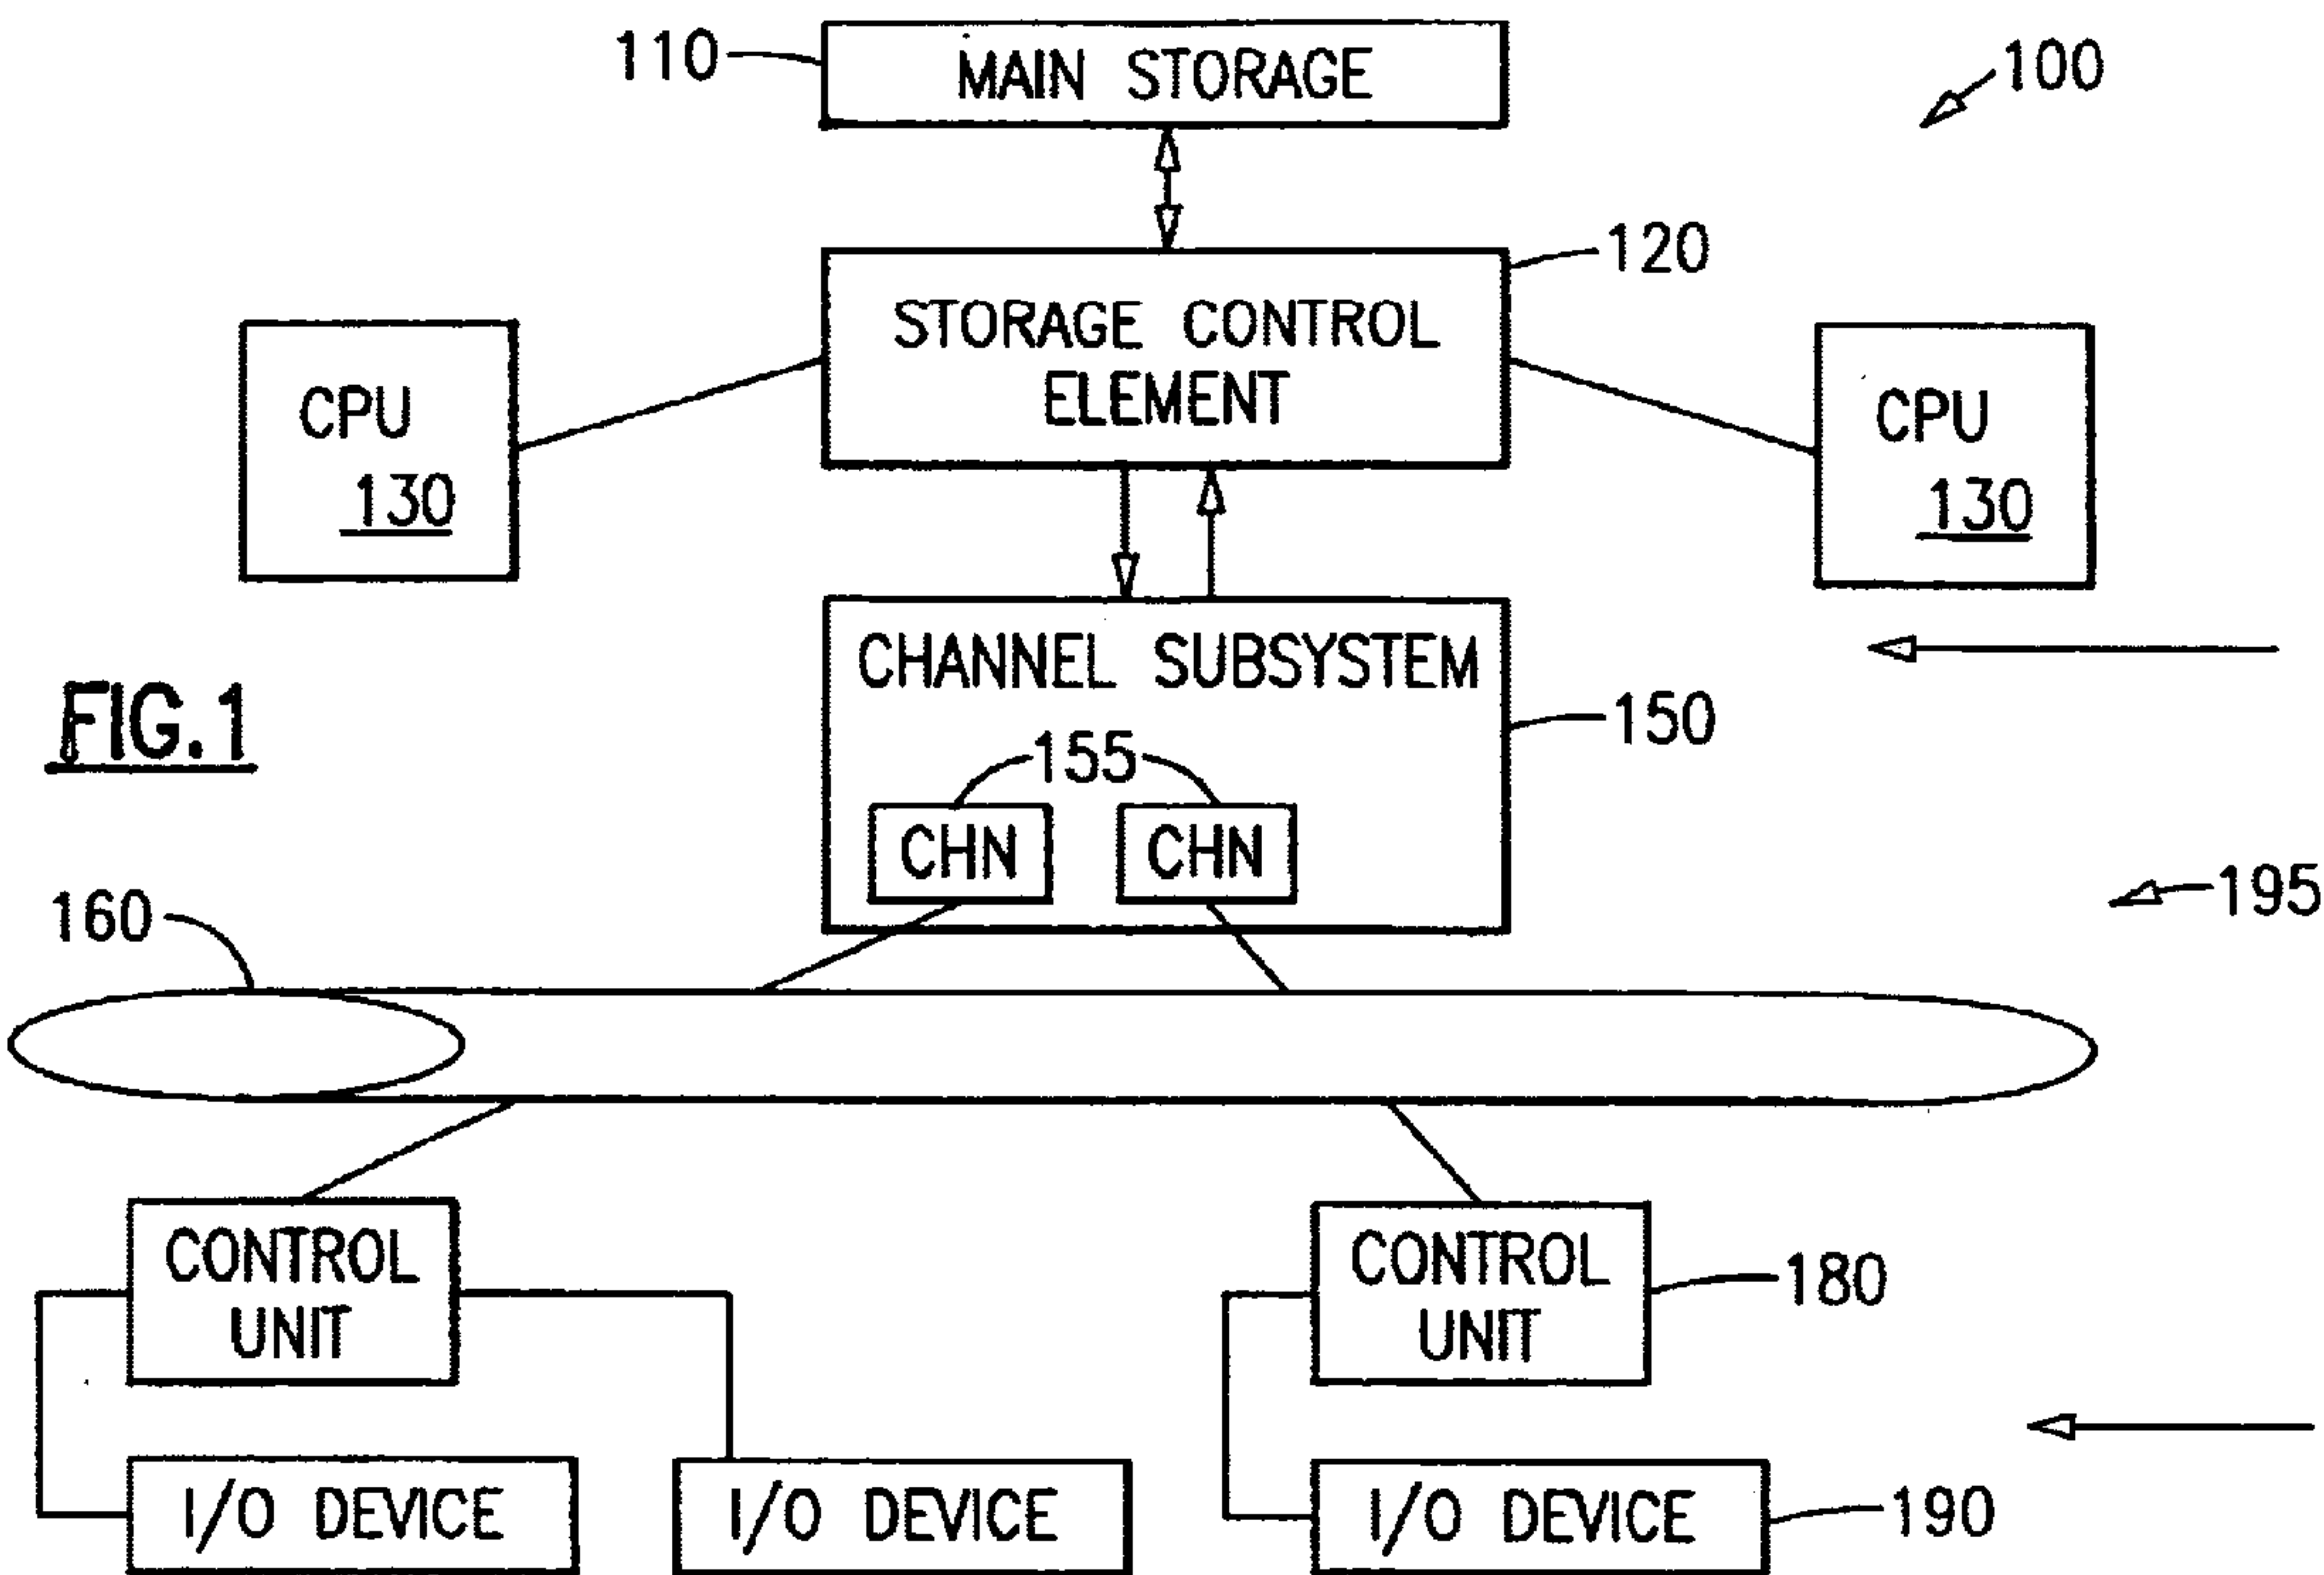 110
MAIN STORAGE
100
120
STORAGE CONTROL
ELEMENT
CPU
130
CPU
130
CHANNEL SUBSYSTEM
FIG.1
150
155
CHN
CHN
160
195
CONTROL
UNIT
CONTROL
UNIT
180
I/O DEVICE
I/O DEVICE
I/O DEVICE
190